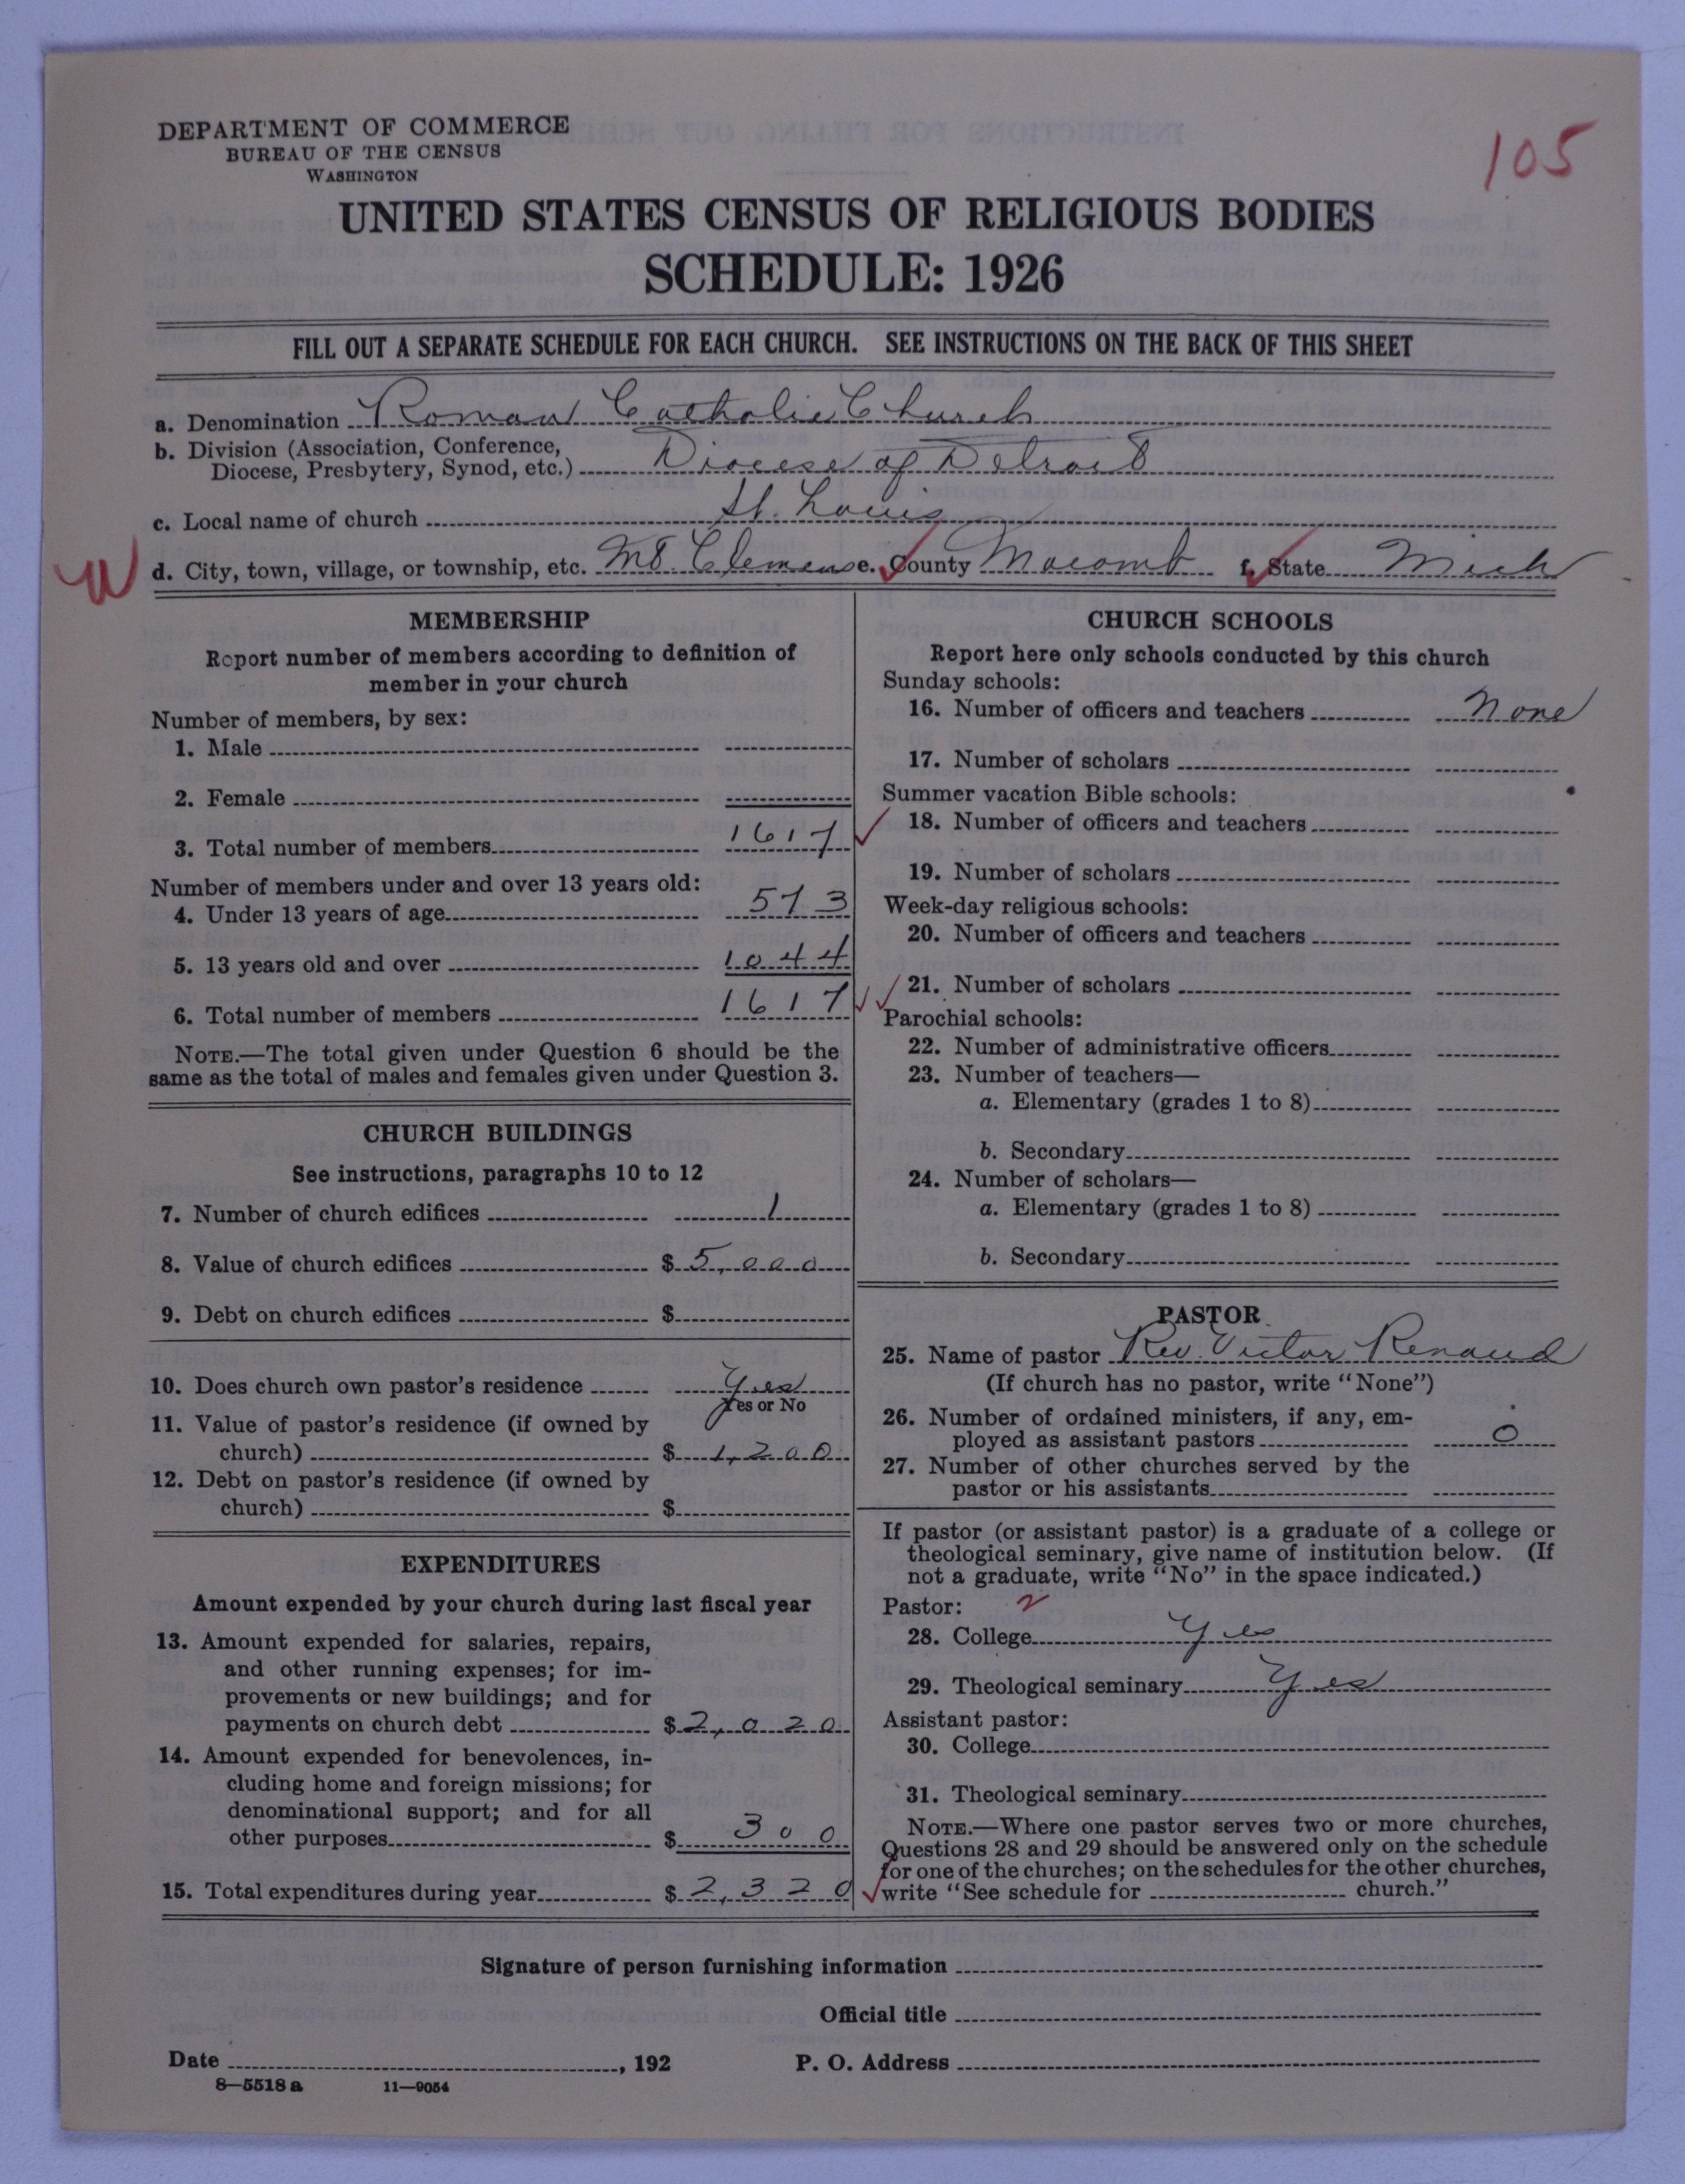 DEPARTMENT OF COMMERCE
BUREAU OF THE CENSUS
WASHINGTON
105
UNITED STATES CENSUS OF RELIGIOUS BODIES
SCHEDULE: 1926
FILL OUT A SEPARATE SCHEDULE FOR EACH CHURCH. SEE INSTRUCTIONS ON THE BACK OF THIS SHEET
a. Denomination Roman Catholic Church
b. Division (Association, Conference,
Diocese, Presbytery, Synod, etc.) Diocese of Detroit
c. Local name of church St. Louis
W d. City, town, village, or township, etc. Mt. Clemens e. County Macomb f. State Mich
MEMBERSHIP
Report number of members according to definition of
member in your church
Number of members, by sex:
1. Male
2. Female
3. Total number of members 1617
Number of members under and over 13 years old:
4. Under 13 years of age 573
5. 13 years old and over 1044
6. Total number of members 1617
NOTE.—The total given under Question 6 should be the
same as the total of males and females given under Question 3.
CHURCH BUILDINGS
See instructions, paragraphs 10 to 12
7. Number of church edifices 1
8. Value of church edifices $ 5,000
9. Debt on church edifices $
10. Does church own pastor's residence Yes
Yes or No
11. Value of pastor's residence (if owned by
church) $ 1,200
12. Debt on pastor's residence (if owned by
church) $
EXPENDITURES
Amount expended by your church during last fiscal year
13. Amount expended for salaries, repairs,
and other running expenses; for im-
provements or new buildings; and for
payments on church debt $ 2,020
14. Amount expended for benevolences, in-
cluding home and foreign missions; for
denominational support; and for all
other purposes $ 300
15. Total expenditures during year $ 2,320
CHURCH SCHOOLS
Report here only schools conducted by this church
Sunday schools:
16. Number of officers and teachers None
17. Number of scholars
Summer vacation Bible schools:
18. Number of officers and teachers
19. Number of scholars
Week-day religious schools:
20. Number of officers and teachers
21. Number of scholars
Parochial schools:
22. Number of administrative officers
23. Number of teachers—
a. Elementary (grades 1 to 8)
b. Secondary
24. Number of scholars—
a. Elementary (grades 1 to 8)
b. Secondary
PASTOR
25. Name of pastor Rev. Victor Renaud
(If church has no pastor, write "None")
26. Number of ordained ministers, if any, em-
ployed as assistant pastors 0
27. Number of other churches served by the
pastor or his assistants
If pastor (or assistant pastor) is a graduate of a college or
theological seminary, give name of institution below. (If
not a graduate, write "No" in the space indicated.)
Pastor: 2
28. College Yes
29. Theological seminary Yes
Assistant pastor:
30. College
31. Theological seminary
NOTE.—Where one pastor serves two or more churches,
Questions 28 and 29 should be answered only on the schedule
for one of the churches; on the schedules for the other churches,
write "See schedule for church."
Signature of person furnishing information
Official title
Date , 192 P. O. Address
8—5518 a 11—9054